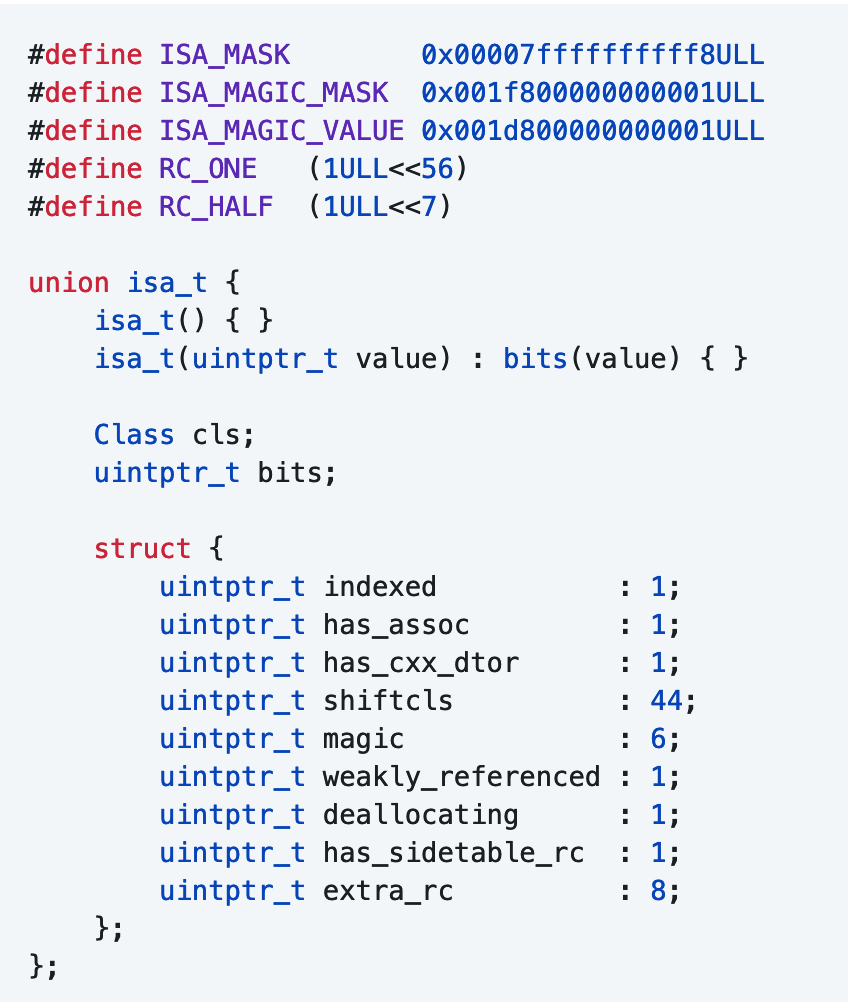 #define ISA_MASK        0x00007ffffffffff8ULL
#define ISA_MAGIC_MASK  0x001f800000000001ULL
#define ISA_MAGIC_VALUE 0x001d800000000001ULL
#define RC_ONE   (1ULL<<56)
#define RC_HALF  (1ULL<<7)

union isa_t {
    isa_t() { }
    isa_t(uintptr_t value) : bits(value) { }

    Class cls;
    uintptr_t bits;

    struct {
        uintptr_t indexed           : 1;
        uintptr_t has_assoc         : 1;
        uintptr_t has_cxx_dtor      : 1;
        uintptr_t shiftcls          : 44;
        uintptr_t magic             : 6;
        uintptr_t weakly_referenced : 1;
        uintptr_t deallocating      : 1;
        uintptr_t has_sidetable_rc  : 1;
        uintptr_t extra_rc          : 8;
    };
};